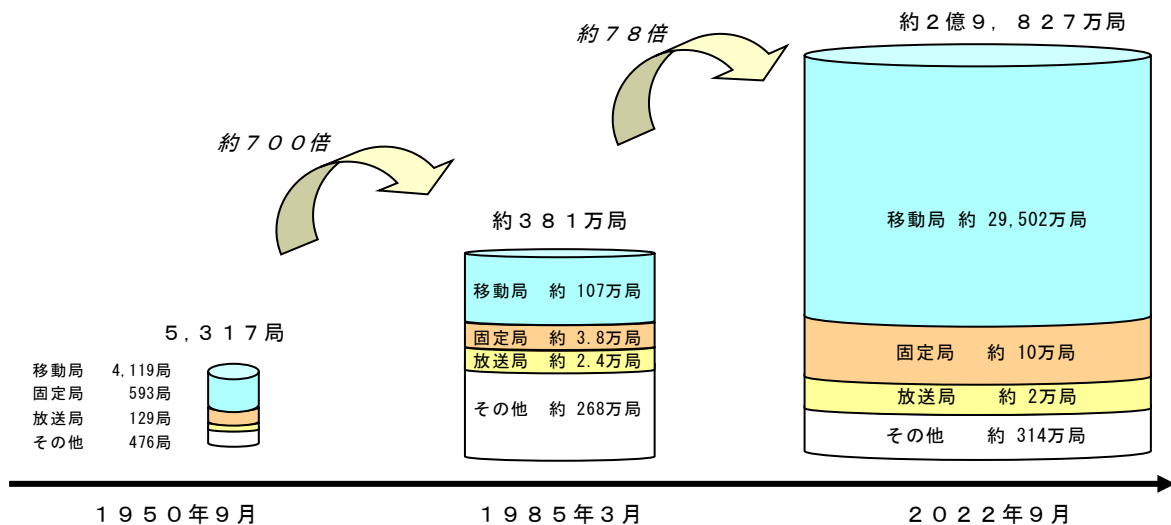 約２億９，８２７万局
約７８倍
約７００倍
移動局 約 29,502万局
約３８１万局
移動局 約 107万局
５，３１７局
固定局 約 3.8万局
固定局 約 10万局
放送局 約 2.4万局
移動局 4,119局
固定局 593局
放送局 129局
その他 476局
その他 約 268万局
放送局 約 2万局
その他 約 314万局
１９５０年９月
１９８５年３月
２０２２年９月